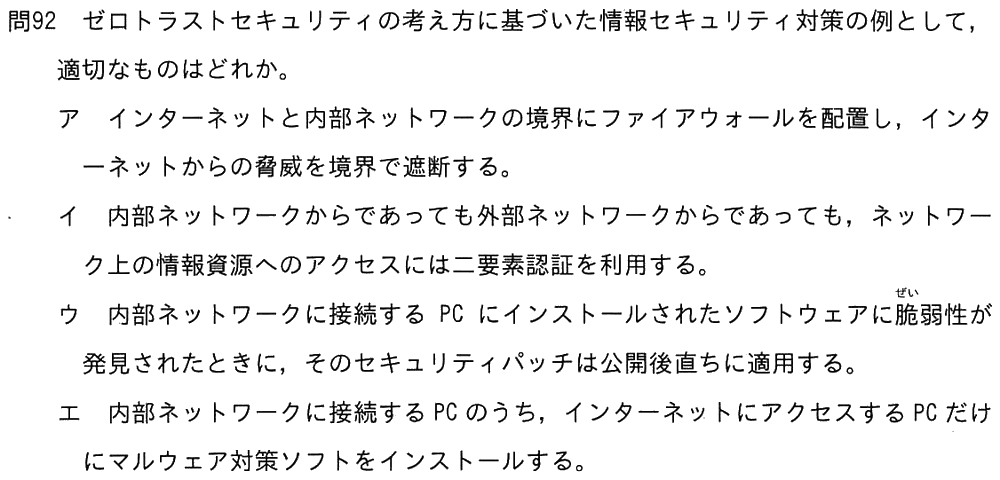 問92 ゼロトラストセキュリティの考え方に基づいた情報セキュリティ対策の例として，
適切なものはどれか。
ア インターネットと内部ネットワークの境界にファイアウォールを配置し，インタ
ーネットからの脅威を境界で遮断する。
イ 内部ネットワークからであっても外部ネットワークからであっても，ネットワー
ク上の情報資源へのアクセスには二要素認証を利用する。
ぜい
ウ 内部ネットワークに接続する PC にインストールされたソフトウェアに脆弱性が
発見されたときに，そのセキュリティパッチは公開後直ちに適用する。
エ 内部ネットワークに接続するPCのうち，インターネットにアクセスするPCだけ
にマルウェア対策ソフトをインストールする。